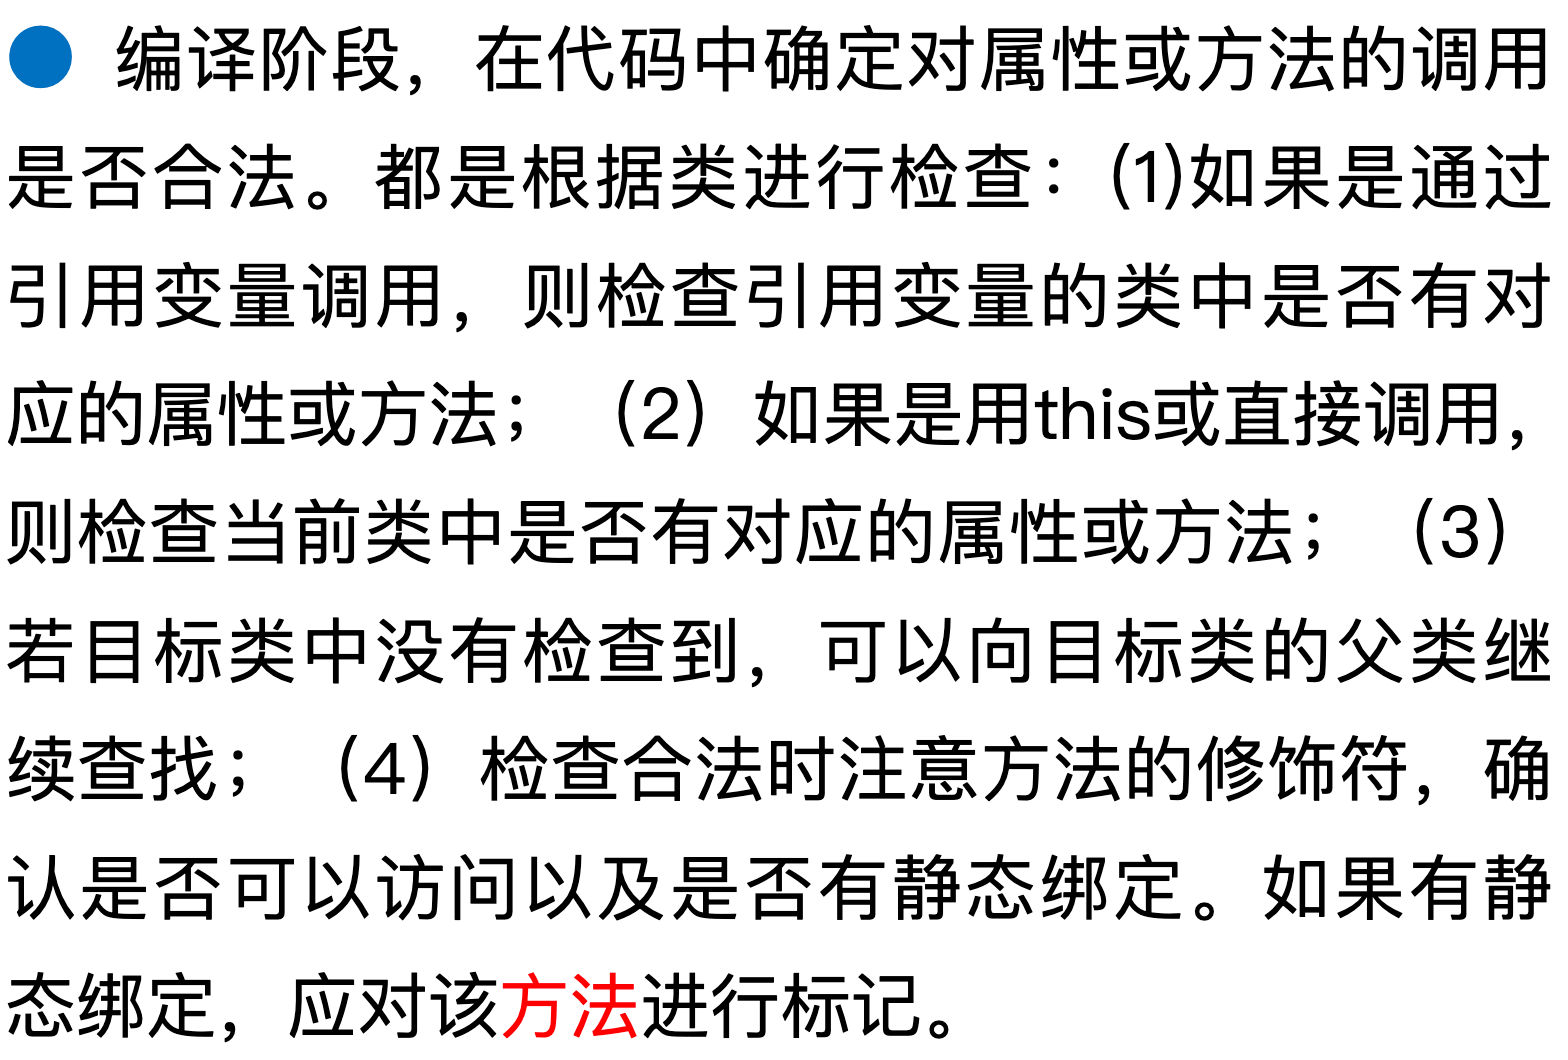 ● 编译阶段，在代码中确定对属性或方法的调用
是否合法。都是根据类进行检查：(1)如果是通过
引用变量调用，则检查引用变量的类中是否有对
应的属性或方法；（2）如果是用this或直接调用，
则检查当前类中是否有对应的属性或方法；（3）
若目标类中没有检查到，可以向目标类的父类继
续查找；（4）检查合法时注意方法的修饰符，确
认是否可以访问以及是否有静态绑定。如果有静
态绑定，应对该方法进行标记。